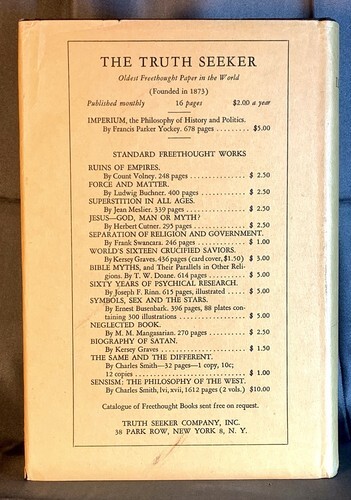 THE TRUTH SEEKER
Oldest Freethought Paper in the World
(Founded in 1873)
Published monthly 16 pages $2.00 a year
IMPERIUM, the Philosophy of History and Politics.
By Francis Parker Yockey. 678 pages .......... $5.00
STANDARD FREETHOUGHT WORKS
RUINS OF EMPIRES.
By Count Volney. 248 pages .................... $ 2.50
FORCE AND MATTER.
By Ludwig Buchner. 400 pages .................. $ 2.50
SUPERSTITION IN ALL AGES.
By Jean Meslier. 339 pages .................... $ 2.50
JESUS—GOD, MAN OR MYTH?
By Herbert Cutner. 295 pages .................. $ 2.50
SEPARATION OF RELIGION AND GOVERNMENT.
By Frank Swancara. 246 pages .................. $ 1.00
WORLD'S SIXTEEN CRUCIFIED SAVIORS.
By Kersey Graves. 436 pages (card cover, $1.50) $ 3.00
BIBLE MYTHS, and Their Parallels in Other Reli-
gions. By T. W. Doane. 614 pages .............. $ 5.00
SIXTY YEARS OF PSYCHICAL RESEARCH.
By Joseph F. Rinn. 615 pages, illustrated ..... $ 5.00
SYMBOLS, SEX AND THE STARS.
By Ernest Busenbark. 396 pages, 88 plates con-
taining 300 illustrations ..................... $ 5.00
NEGLECTED BOOK.
By M. M. Mangasarian. 270 pages ............... $ 2.50
BIOGRAPHY OF SATAN.
By Kersey Graves .............................. $ 1.50
THE SAME AND THE DIFFERENT.
By Charles Smith—32 pages—1 copy, 10c;
12 copies ..................................... $ 1.00
SENSISM: THE PHILOSOPHY OF THE WEST.
By Charles Smith, lvi, xvii, 1612 pages (2 vols.) $10.00
Catalogue of Freethought Books sent free on request.
TRUTH SEEKER COMPANY, INC.
38 PARK ROW, NEW YORK 8, N. Y.